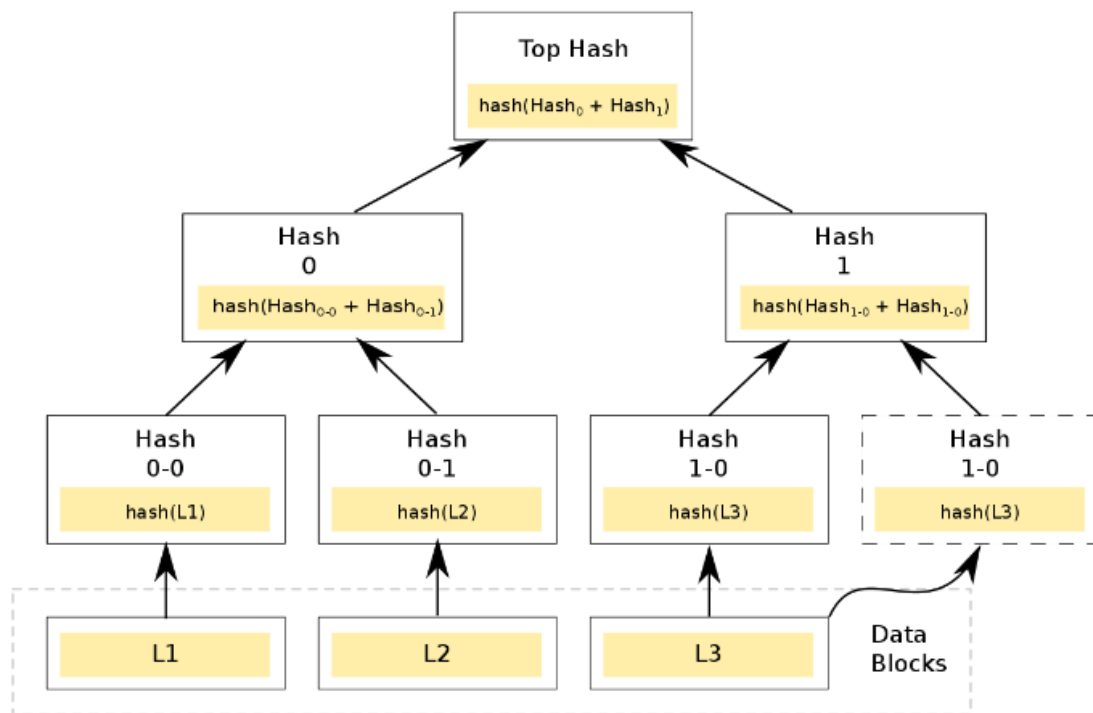 Top Hash
hash(Hash₀ + Hash₁)
Hash
0
hash(Hash₀₋₀ + Hash₀₋₁)
Hash
1
hash(Hash₁₋₀ + Hash₁₋₀)
Hash
0-0
hash(L1)
Hash
0-1
hash(L2)
Hash
1-0
hash(L3)
Hash
1-0
hash(L3)
L1
L2
L3
Data
Blocks